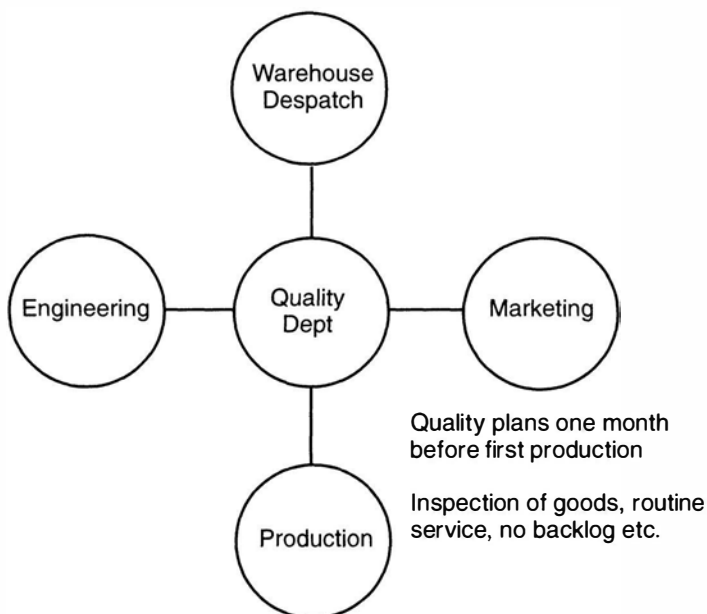 Warehouse
Despatch
Engineering
Quality
Dept
Marketing
Quality plans one month
before first production
Inspection of goods, routine
service, no backlog etc.
Production